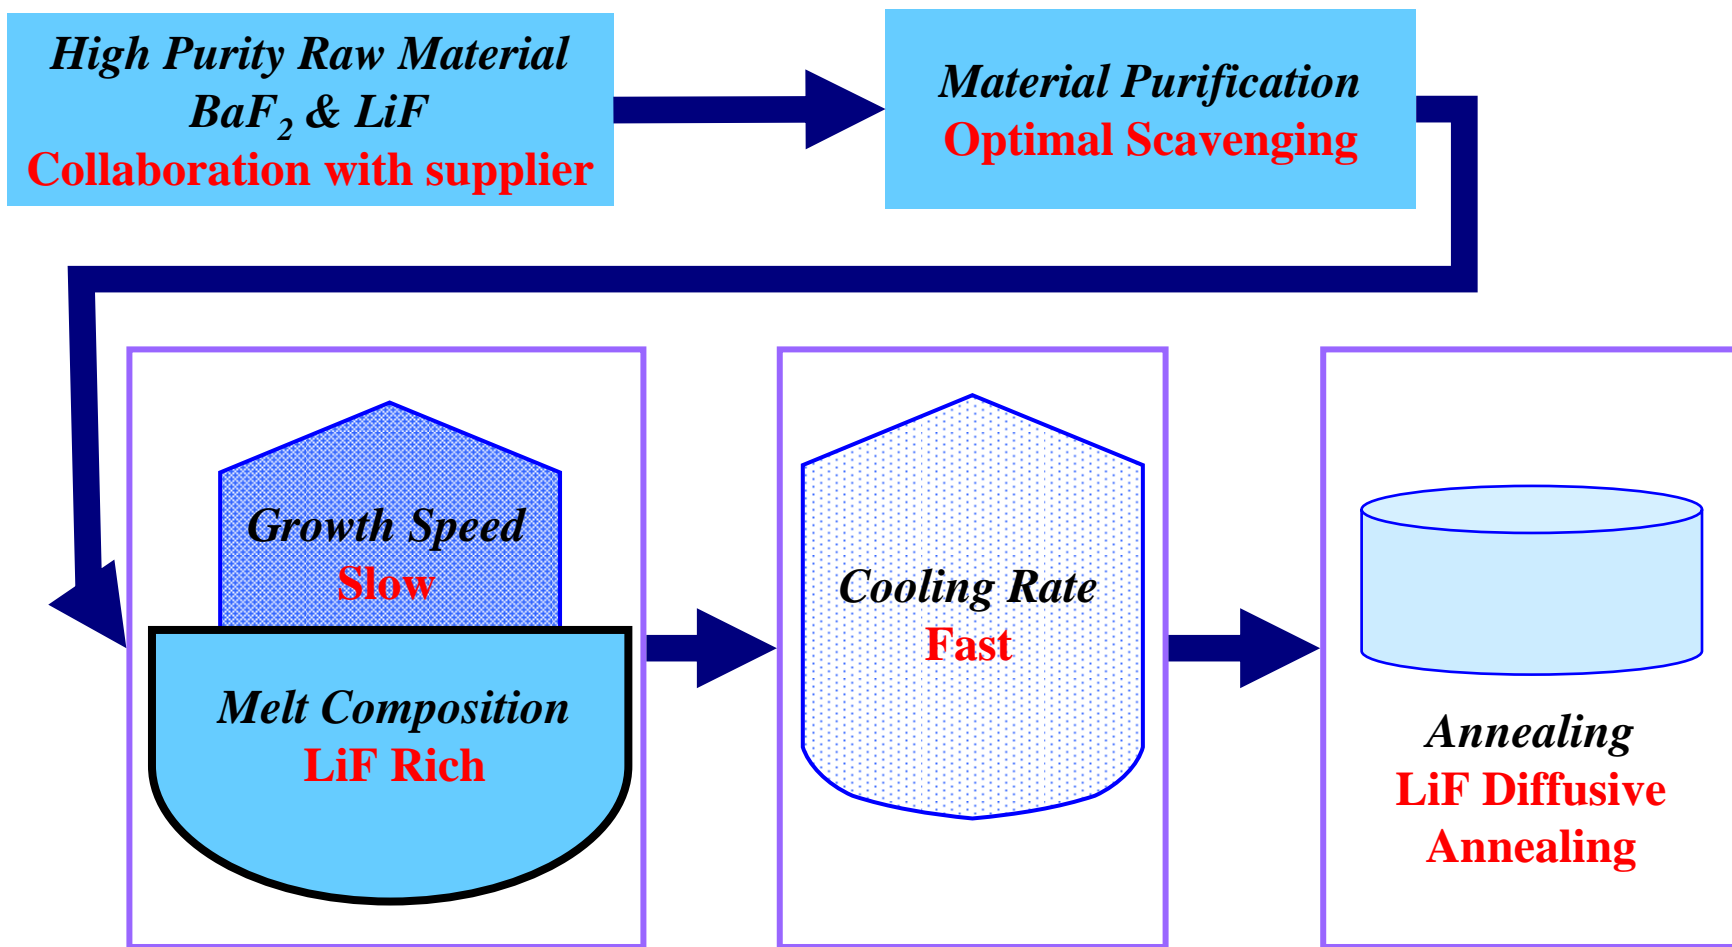 High Purity Raw Material
BaF₂ & LiF
Collaboration with supplier
Material Purification
Optimal Scavenging
Growth Speed
Slow
Melt Composition
LiF Rich
Cooling Rate
Fast
Annealing
LiF Diffusive
Annealing